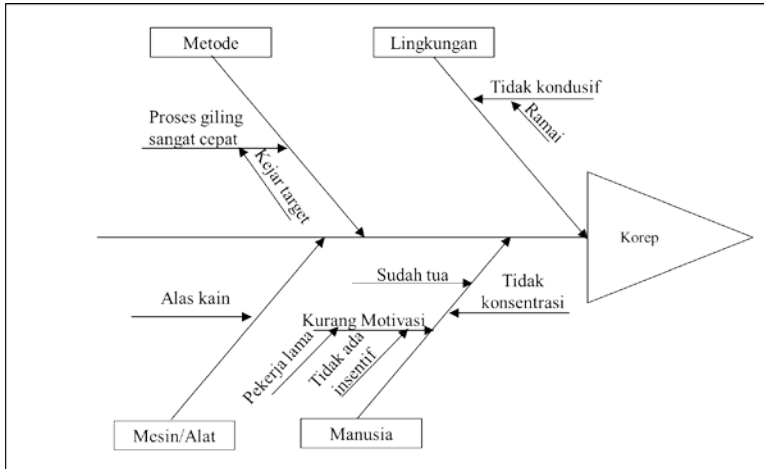 Metode
Lingkungan
Tidak kondusif
Ramai
Proses giling
sangat cepat
Kejar target
Korep
Sudah tua
Tidak
konsentrasi
Alas kain
Kurang Motivasi
Pekerja lama
Tidak ada
insentif
Mesin/Alat
Manusia